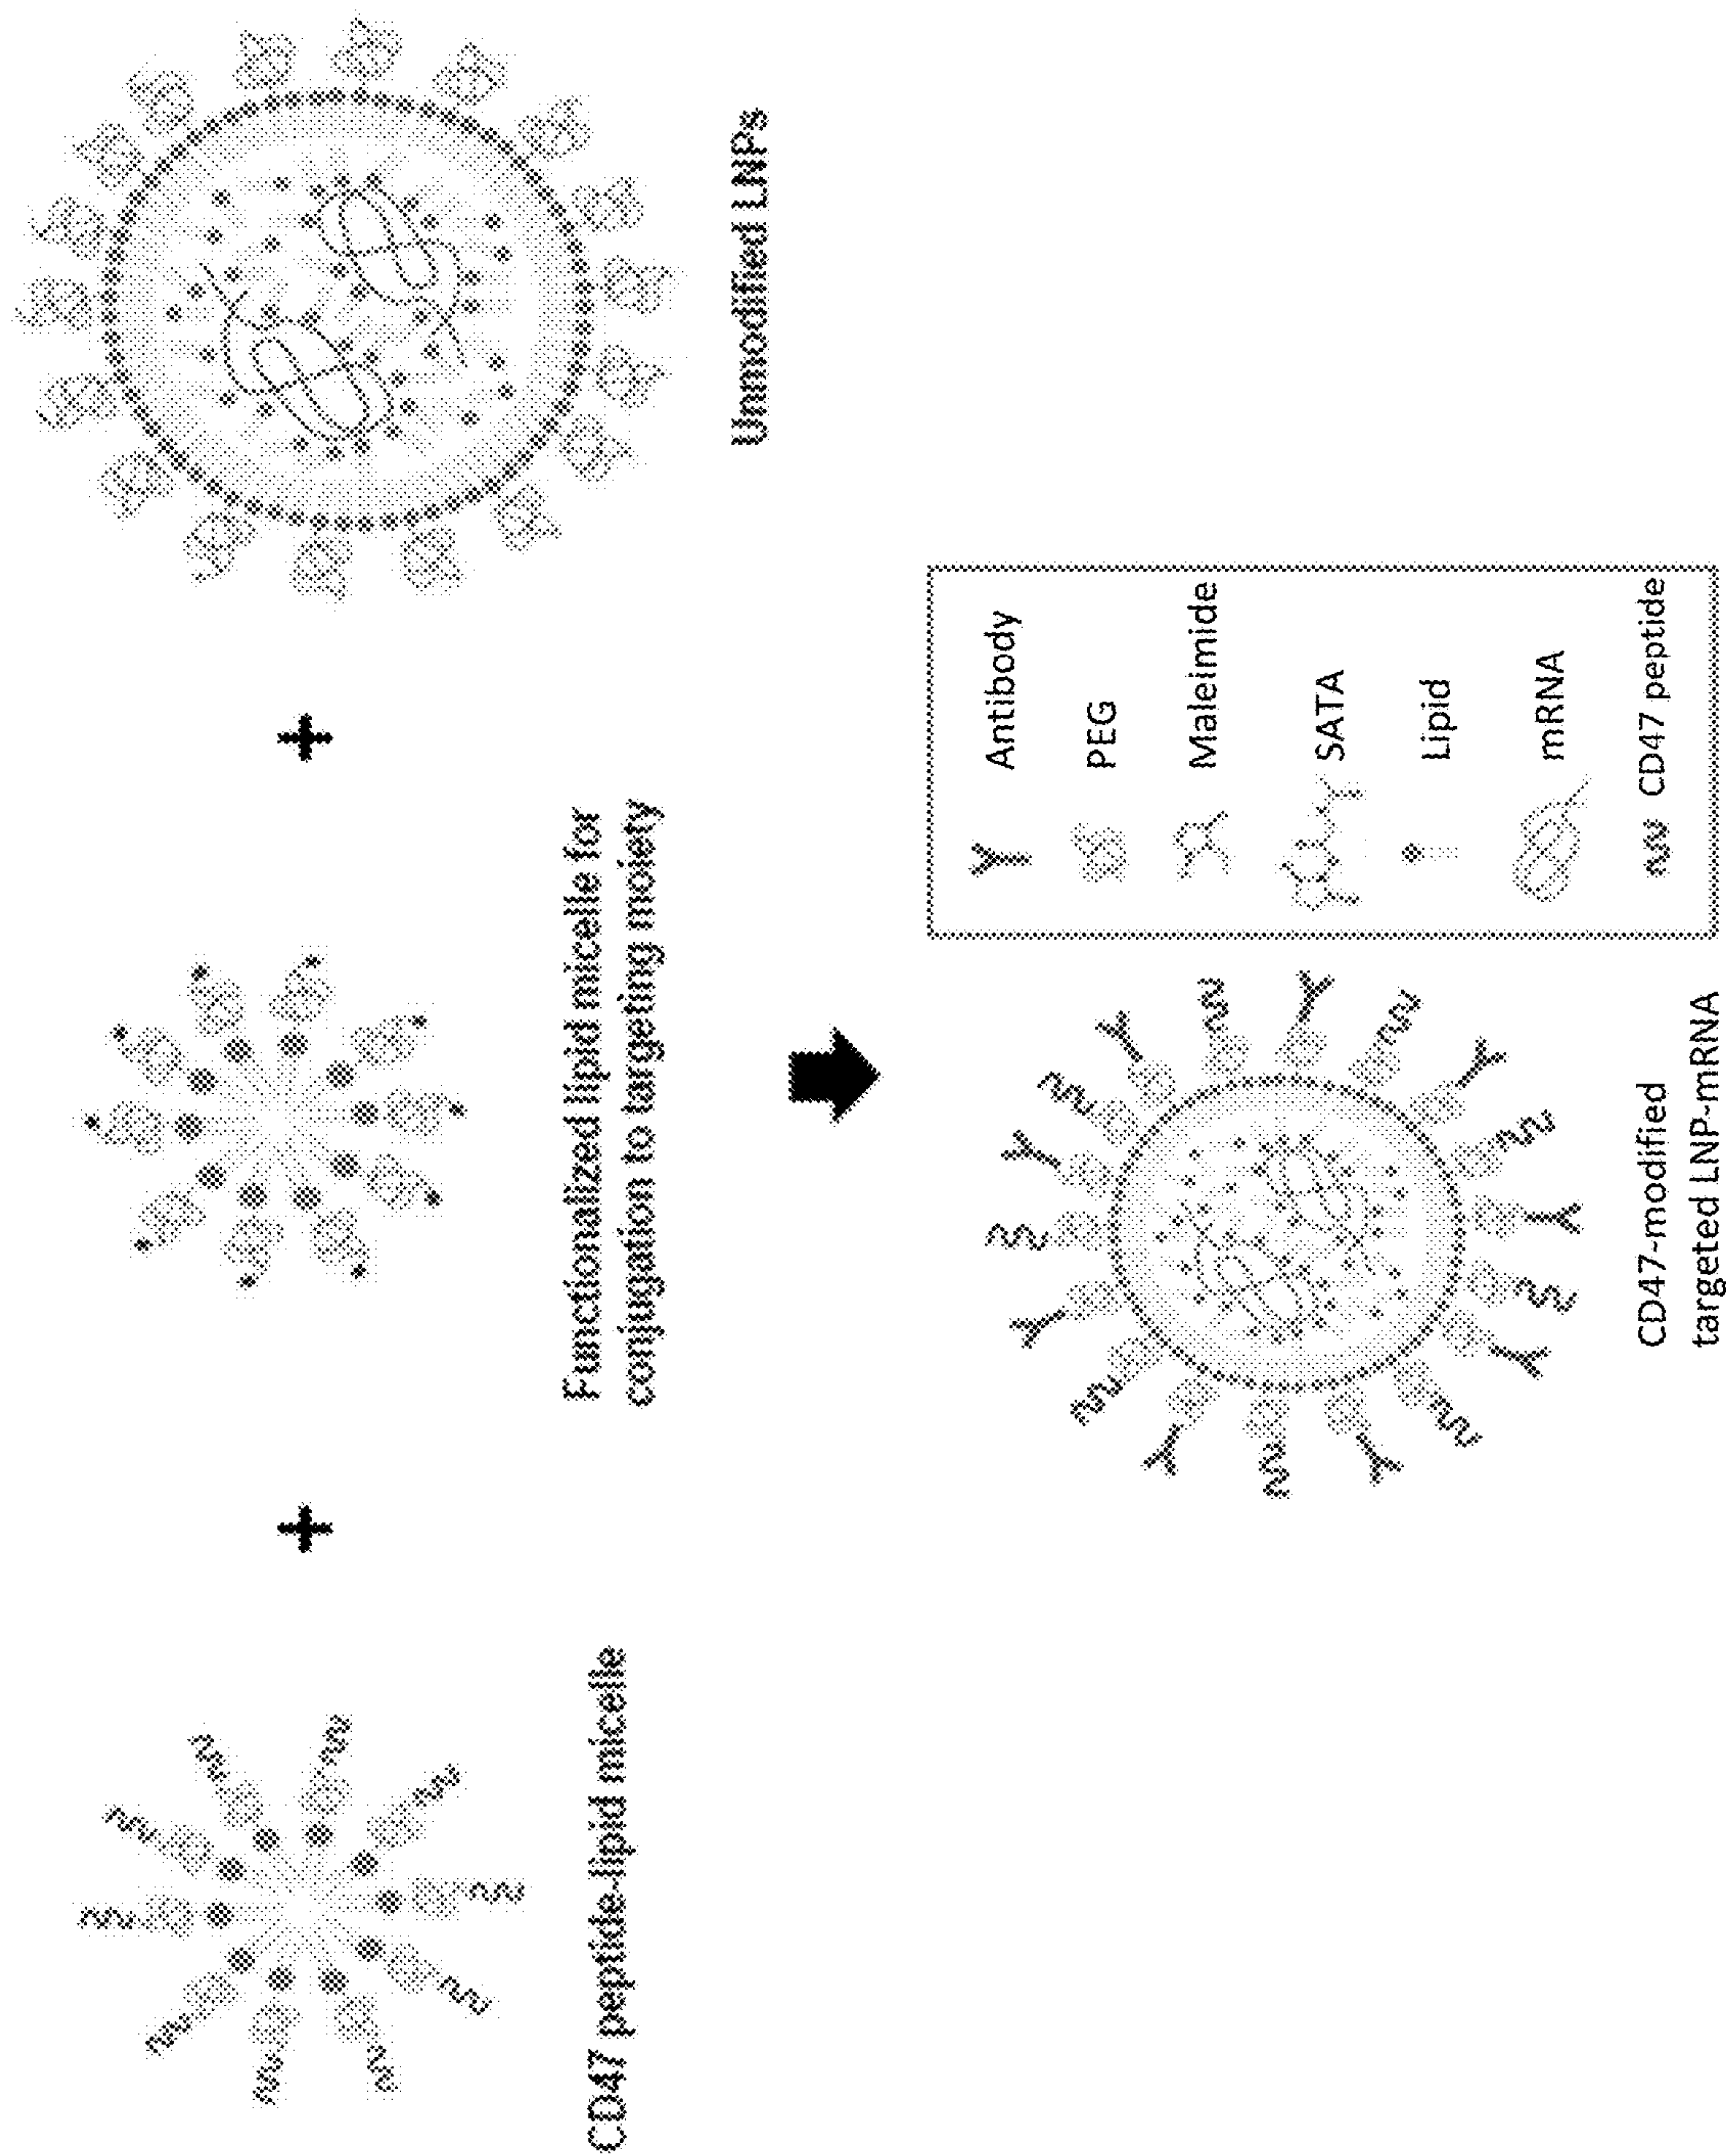 CD47 peptide-lipid micelle
+
Functionalized lipid micelle for
conjugation to targeting moiety
+
Unmodified LNPs
CD47-modified
targeted LNP-mRNA
Antibody
PEG
Maleimide
SATA
Lipid
mRNA
CD47 peptide